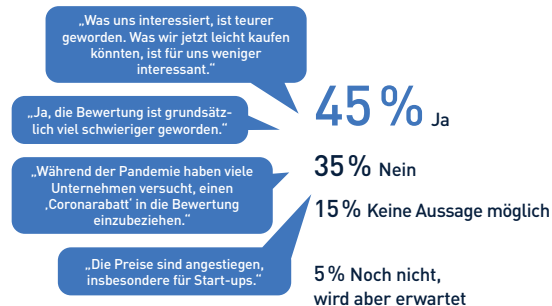 „Was uns interessiert, ist teurer
geworden. Was wir jetzt leicht kaufen
könnten, ist für uns weniger
interessant.“
45 % Ja
„Ja, die Bewertung ist grundsätz-
lich viel schwieriger geworden.“
35 % Nein
„Während der Pandemie haben viele
Unternehmen versucht, einen
‚Coronarabatt‘ in die Bewertung
einzubeziehen.“
15 % Keine Aussage möglich
„Die Preise sind angestiegen,
insbesondere für Start-ups.“
5 % Noch nicht,
wird aber erwartet